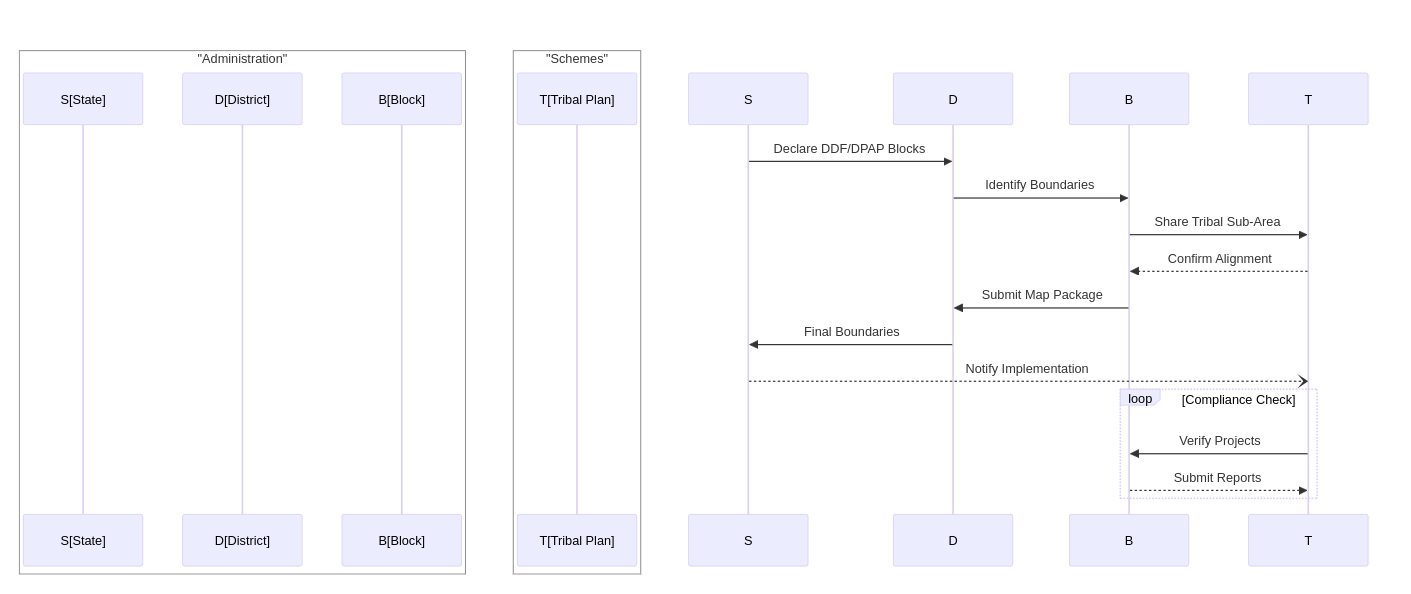 "Administration"
"Schemes"
S[State]
D[District]
B[Block]
T[Tribal Plan]
S
D
B
T
Declare DDF/DPAP Blocks
Identify Boundaries
Share Tribal Sub-Area
Confirm Alignment
Submit Map Package
Final Boundaries
Notify Implementation
loop
[Compliance Check]
Verify Projects
Submit Reports
S[State]
D[District]
B[Block]
T[Tribal Plan]
S
D
B
T